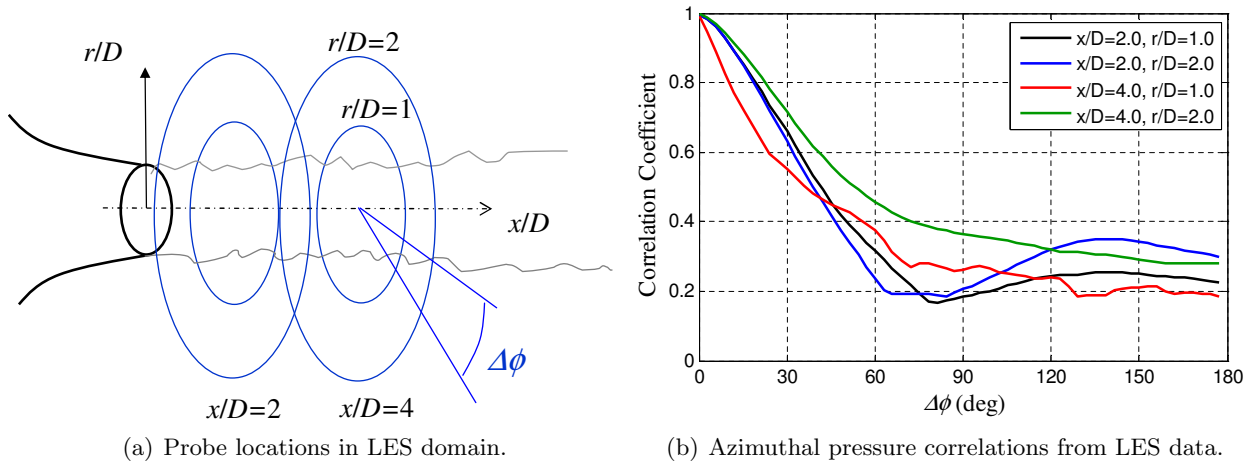 r/D
r/D=2
r/D=1
x/D
Δϕ
x/D=2
x/D=4
(a) Probe locations in LES domain.
Correlation Coefficient
1
0.8
0.6
0.4
0.2
0
0
30
60
90
120
150
180
Δϕ (deg)
x/D=2.0, r/D=1.0
x/D=2.0, r/D=2.0
x/D=4.0, r/D=1.0
x/D=4.0, r/D=2.0
(b) Azimuthal pressure correlations from LES data.